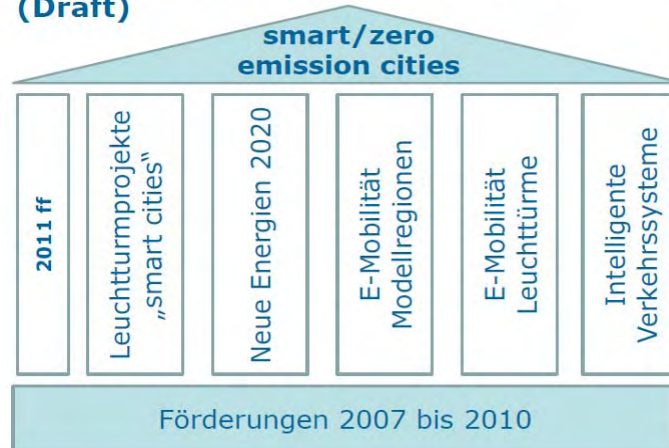 (Draft)
smart/zero
emission cities
2011 ff
Leuchtturmprojekte
„smart cities“
Neue Energien 2020
E-Mobilität
Modellregionen
E-Mobilität
Leuchttürme
Intelligente
Verkehrssysteme
Förderungen 2007 bis 2010